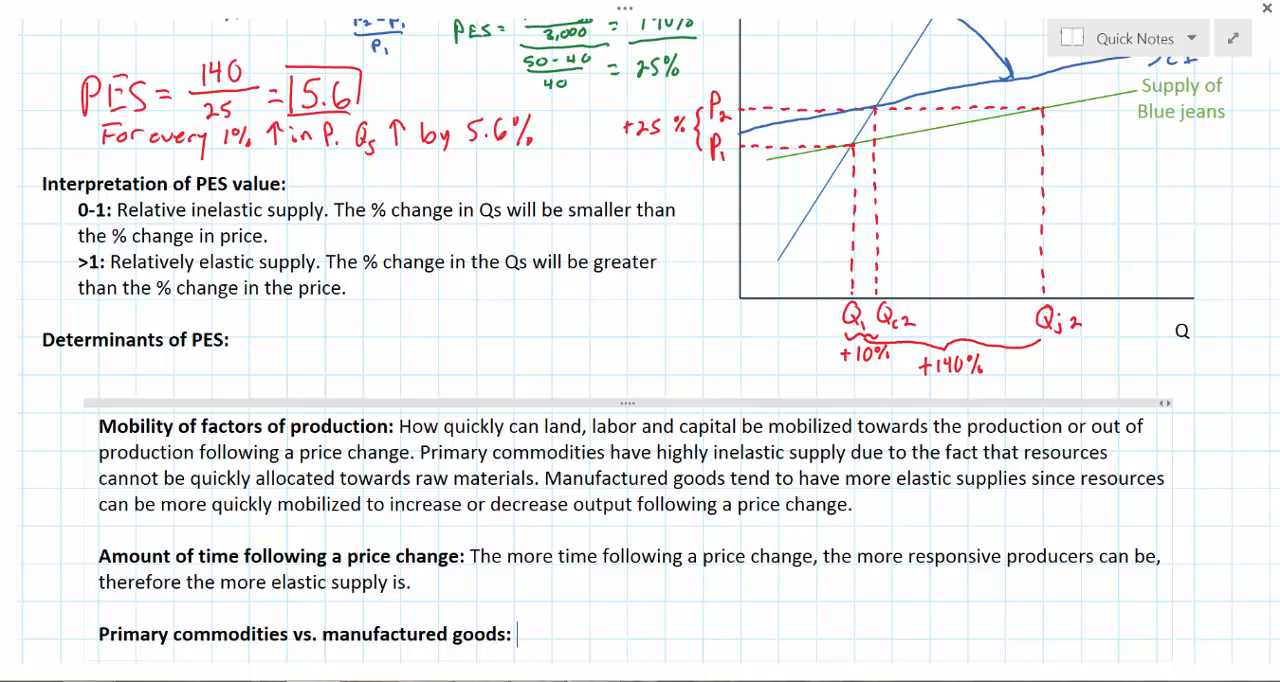 Quick Notes
P1
PES =
3,000
=
50 - 40
40
= 25%
PES = 140
25
= 5.6
For every 1% ↑ in P. Qs ↑ by 5.6%
+25 %
P2
P1
Supply of
Blue jeans
Interpretation of PES value:
0-1: Relative inelastic supply. The % change in Qs will be smaller than
the % change in price.
>1: Relatively elastic supply. The % change in the Qs will be greater
than the % change in the price.
Q1 Qc2 Qj2
Q
Determinants of PES:
+10%
+140%
Mobility of factors of production: How quickly can land, labor and capital be mobilized towards the production or out of
production following a price change. Primary commodities have highly inelastic supply due to the fact that resources
cannot be quickly allocated towards raw materials. Manufactured goods tend to have more elastic supplies since resources
can be more quickly mobilized to increase or decrease output following a price change.
Amount of time following a price change: The more time following a price change, the more responsive producers can be,
therefore the more elastic supply is.
Primary commodities vs. manufactured goods: